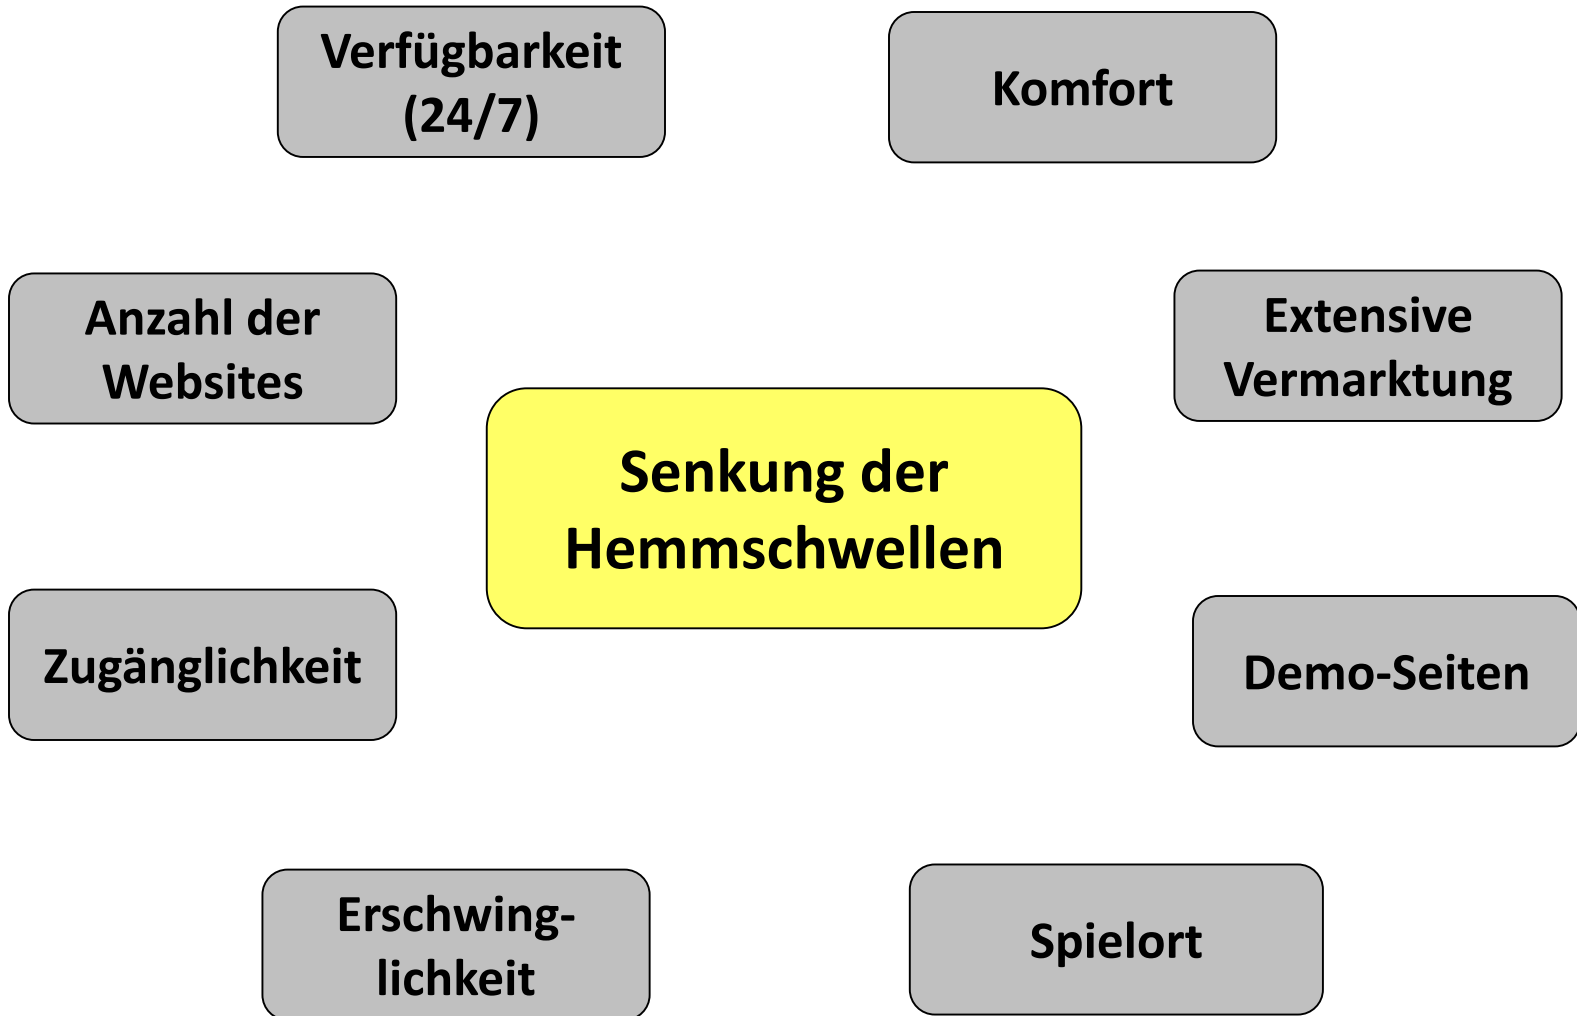 Verfügbarkeit
(24/7)
Komfort
Anzahl der
Websites
Extensive
Vermarktung
Senkung der
Hemmschwellen
Zugänglichkeit
Demo-Seiten
Erschwing-
lichkeit
Spielort